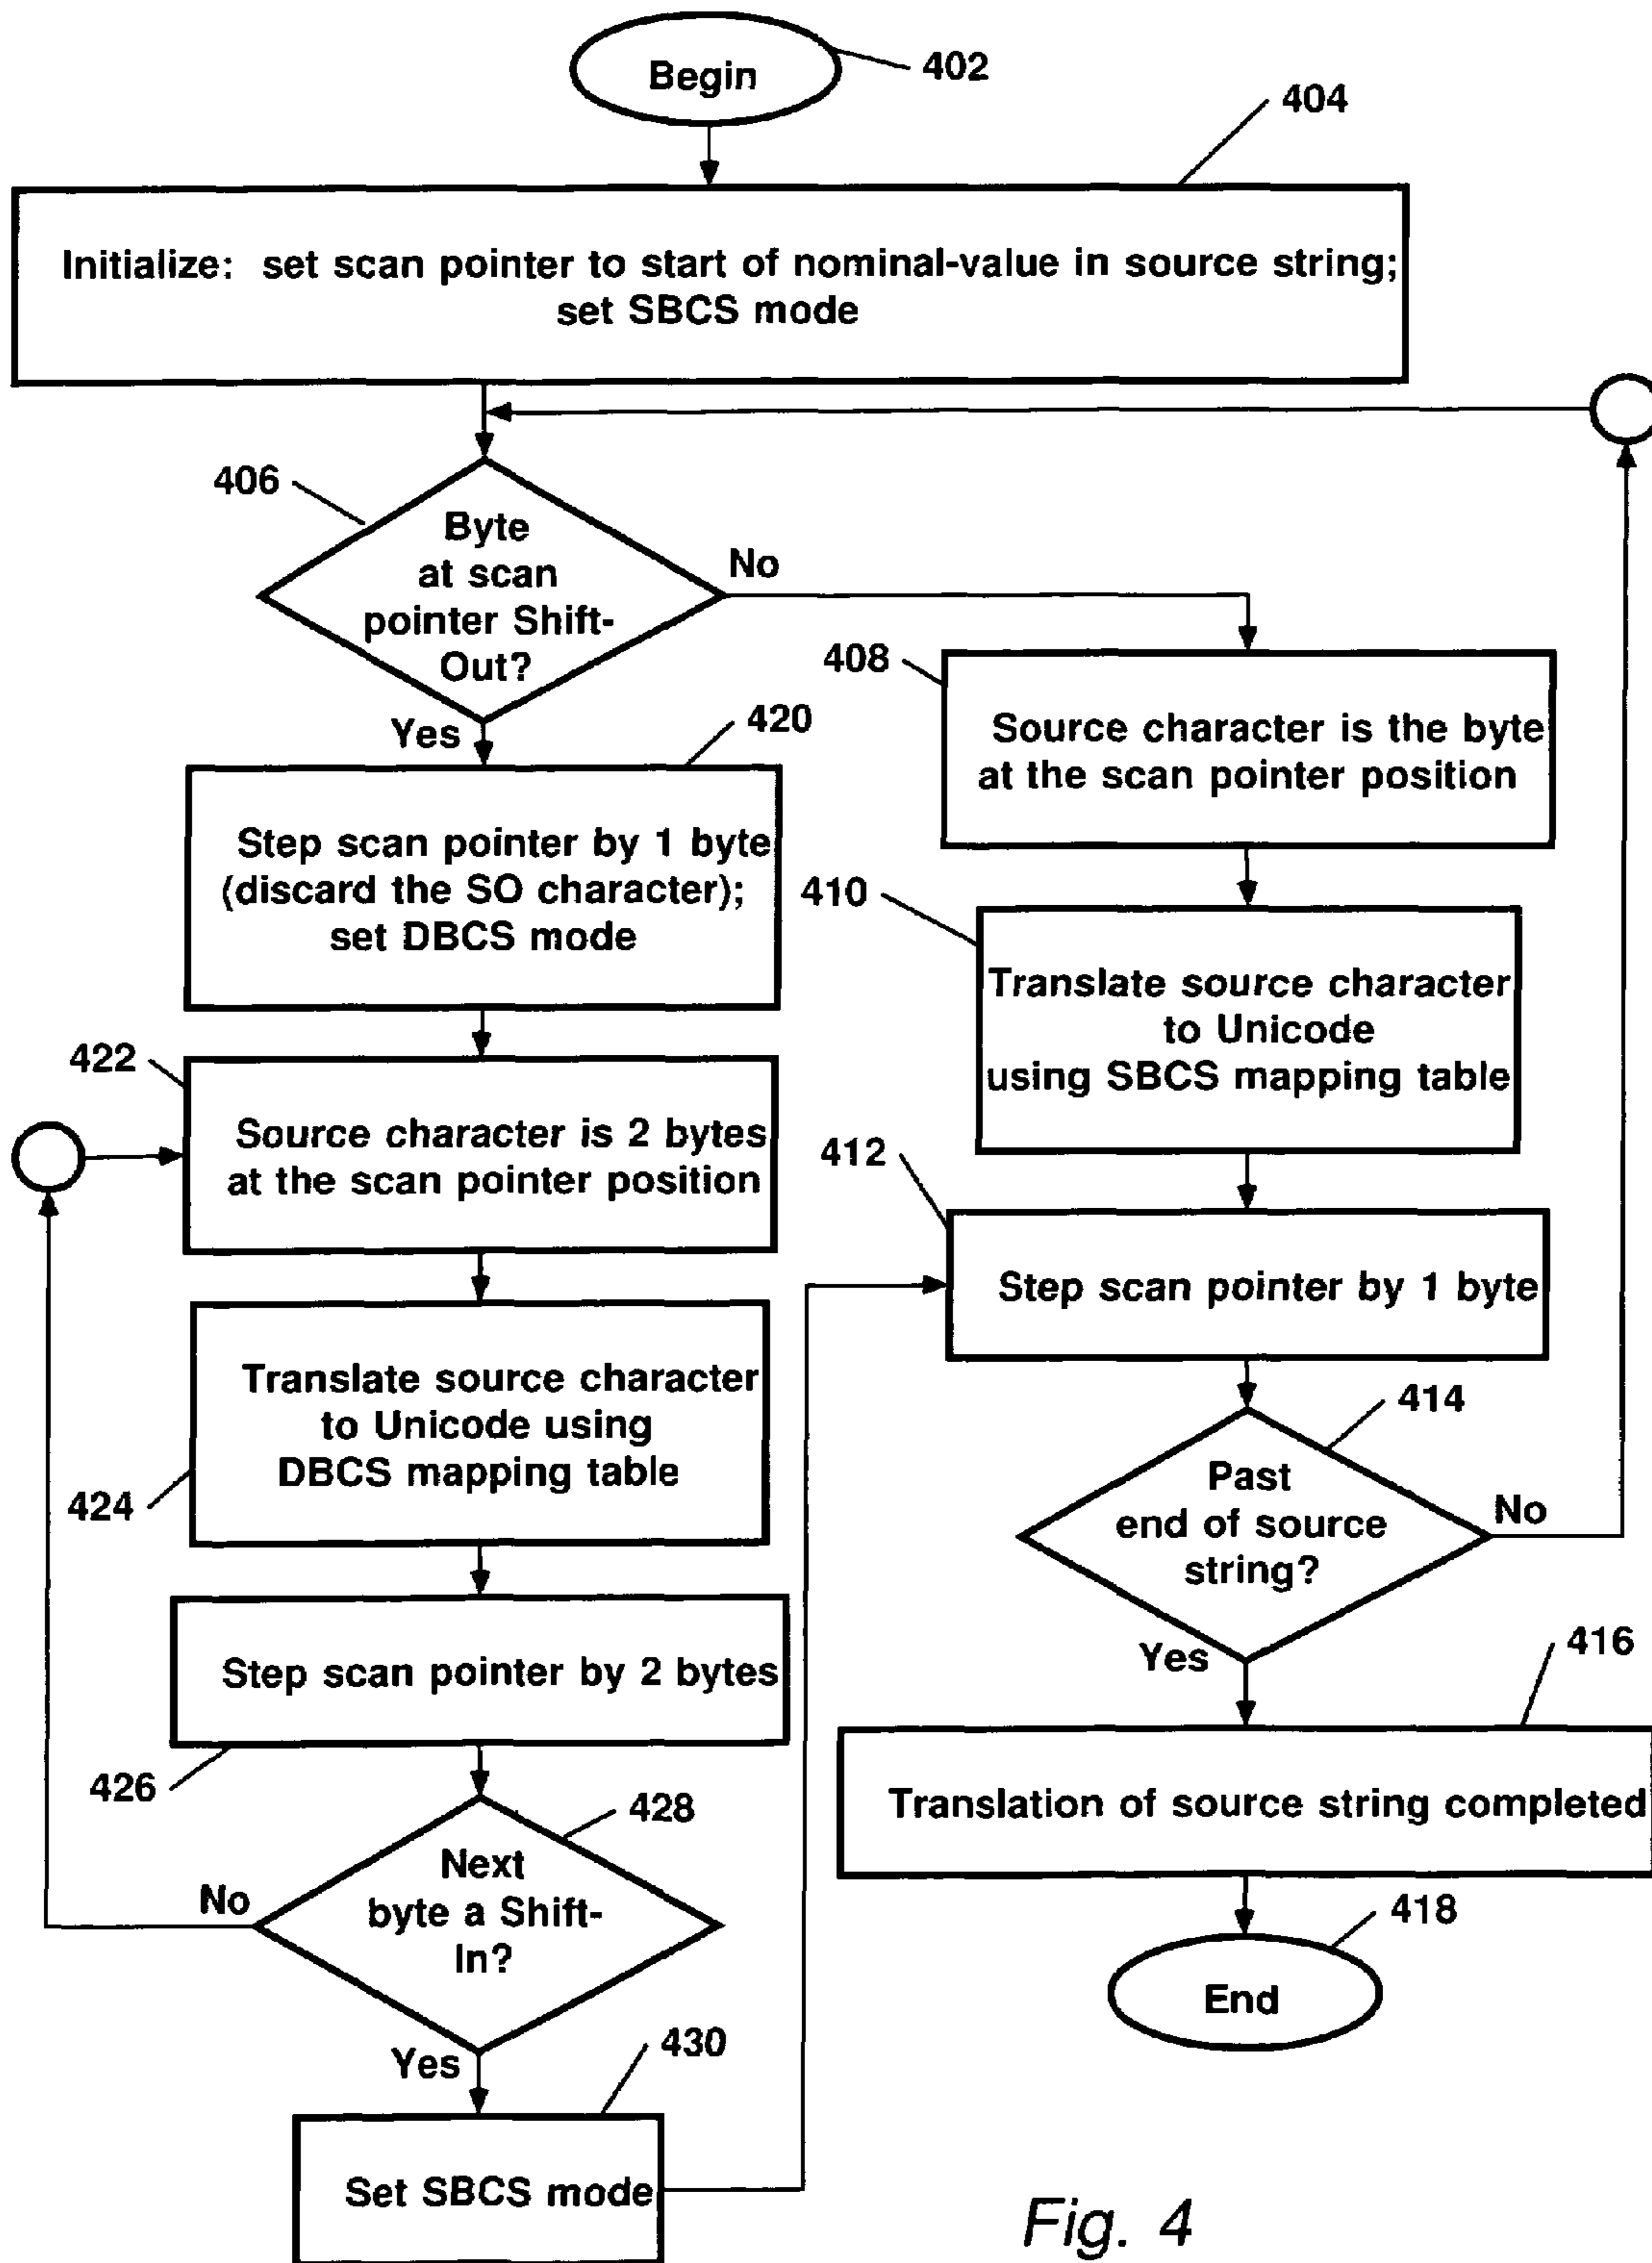 Begin
402
404
Initialize: set scan pointer to start of nominal-value in source string;
set SBCS mode
406
Byte
at scan
pointer Shift-
Out?
No
Yes
408
Source character is the byte
at the scan pointer position
420
Step scan pointer by 1 byte
(discard the SO character);
set DBCS mode
410
Translate source character
to Unicode
using SBCS mapping table
422
Source character is 2 bytes
at the scan pointer position
412
Step scan pointer by 1 byte
424
Translate source character
to Unicode using
DBCS mapping table
414
Past
end of source
string?
No
Yes
426
Step scan pointer by 2 bytes
416
Translation of source string completed
428
Next
byte a Shift-
In?
No
Yes
418
End
430
Set SBCS mode
Fig. 4